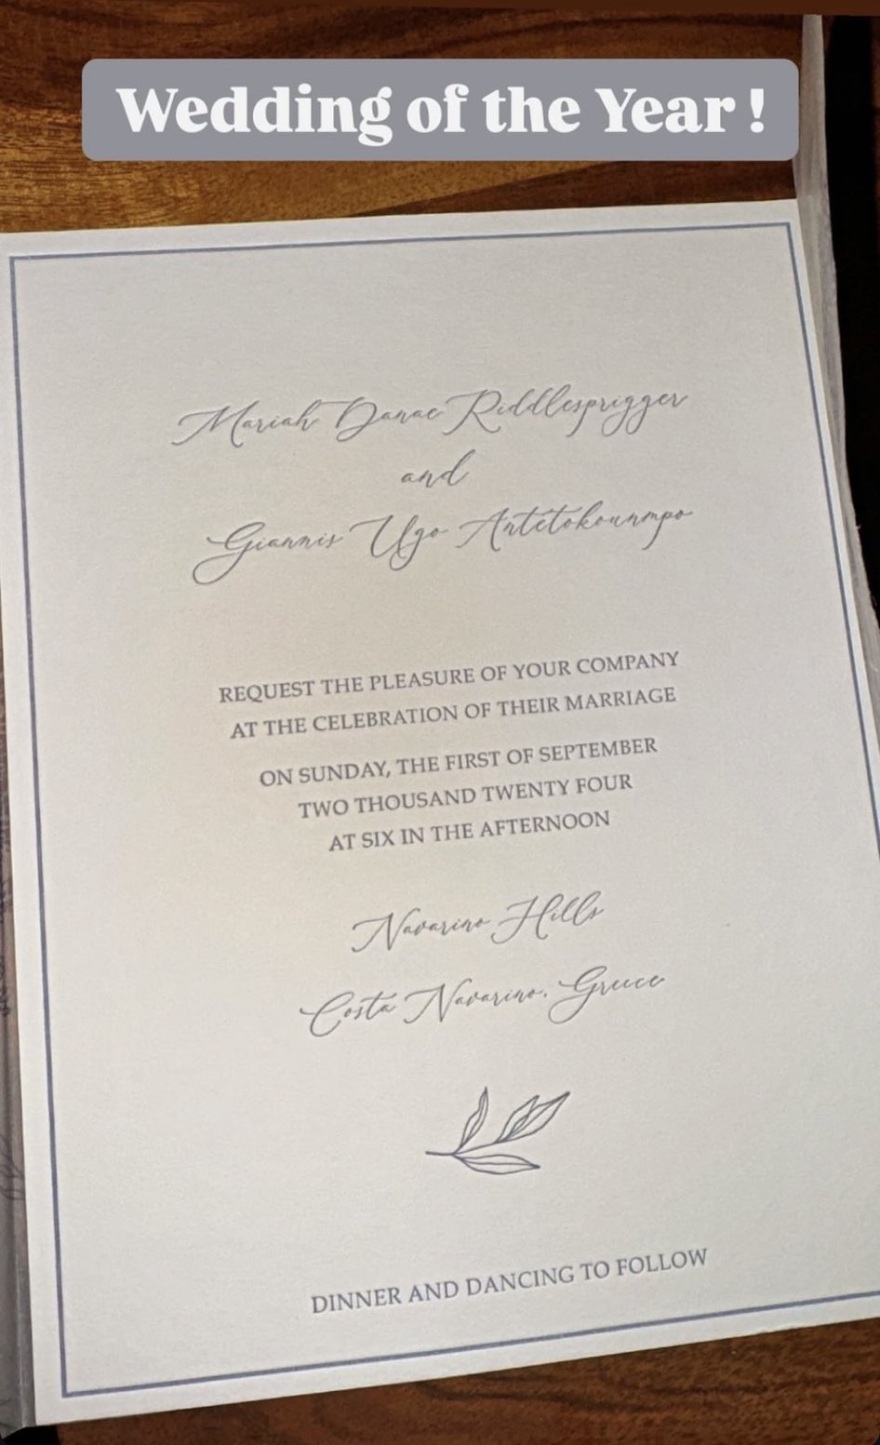 Wedding of the Year !
Mariah Danae Riddlesprigger
and
Giannis Ugo Antetokounmpo
REQUEST THE PLEASURE OF YOUR COMPANY
AT THE CELEBRATION OF THEIR MARRIAGE
ON SUNDAY, THE FIRST OF SEPTEMBER
TWO THOUSAND TWENTY FOUR
AT SIX IN THE AFTERNOON
Navarino Hills
Costa Navarino, Greece
DINNER AND DANCING TO FOLLOW